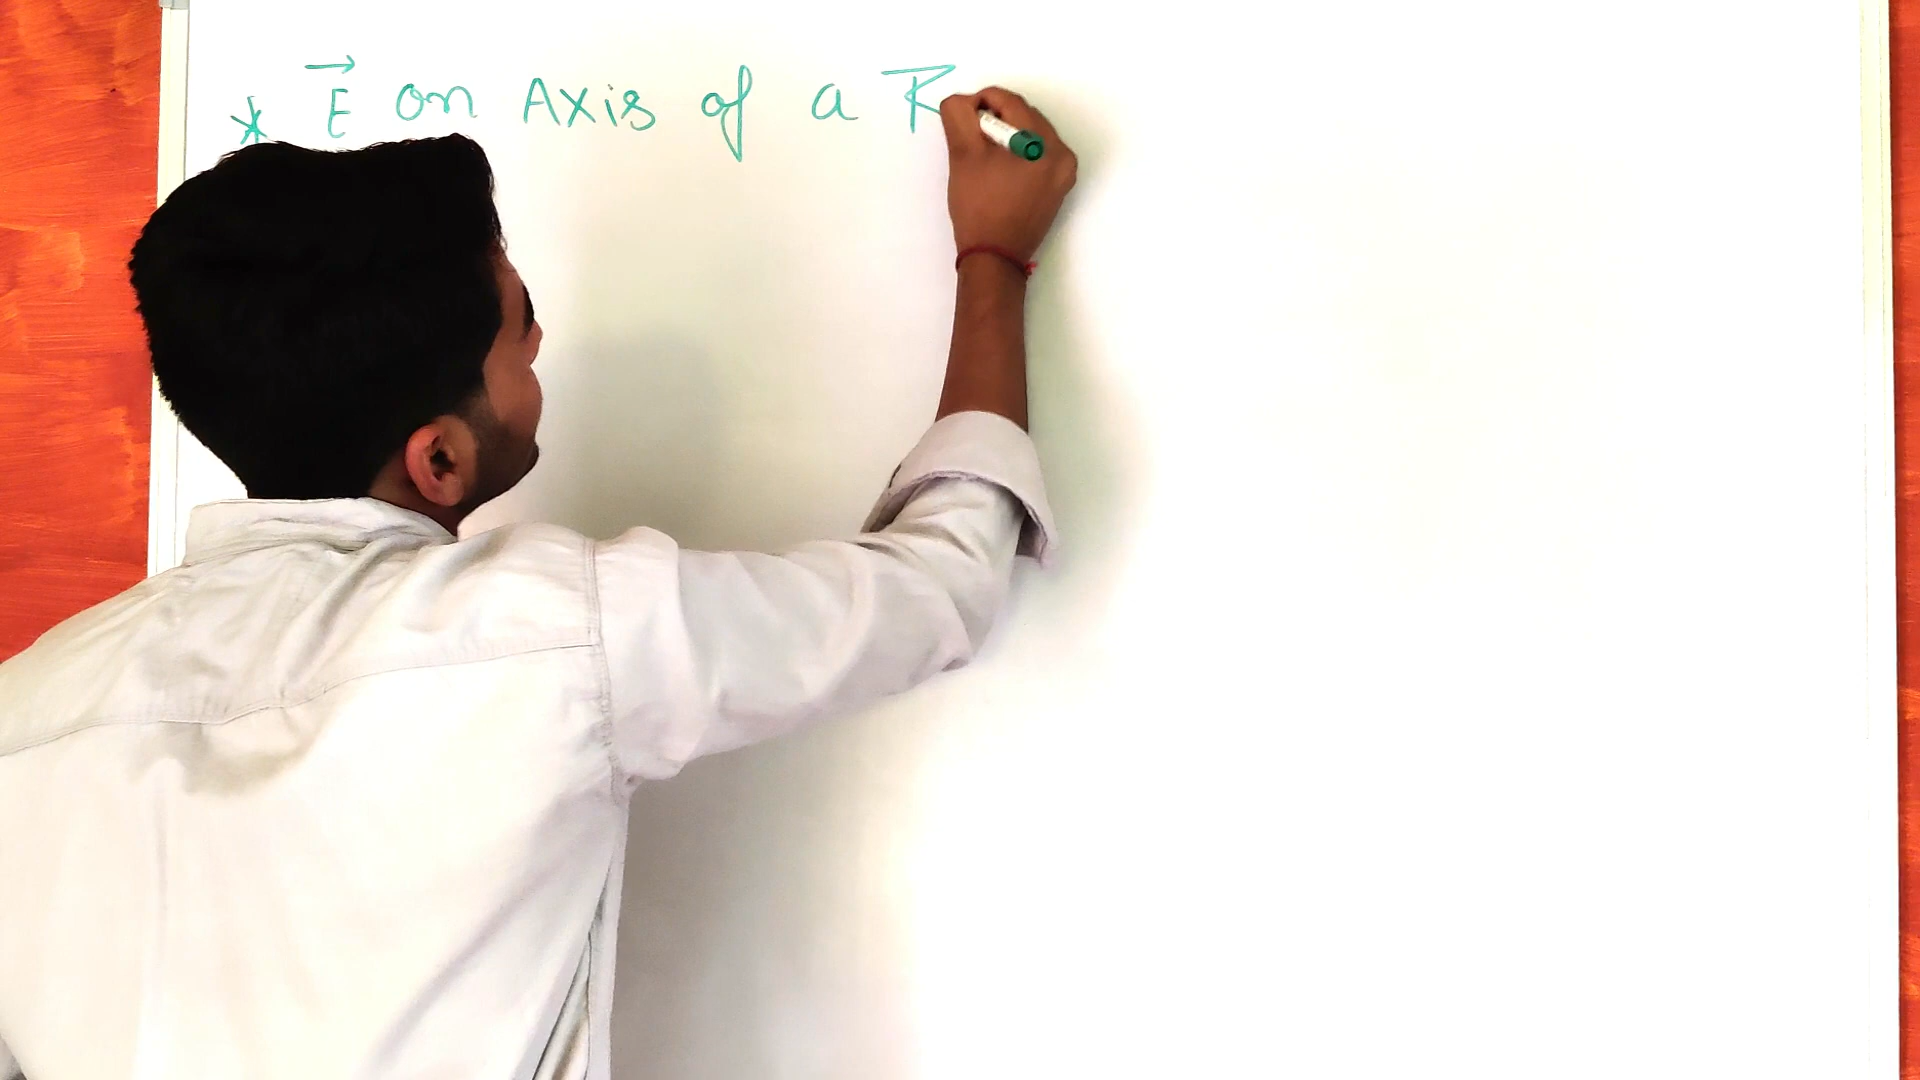 * E⃗ on Axis of a R